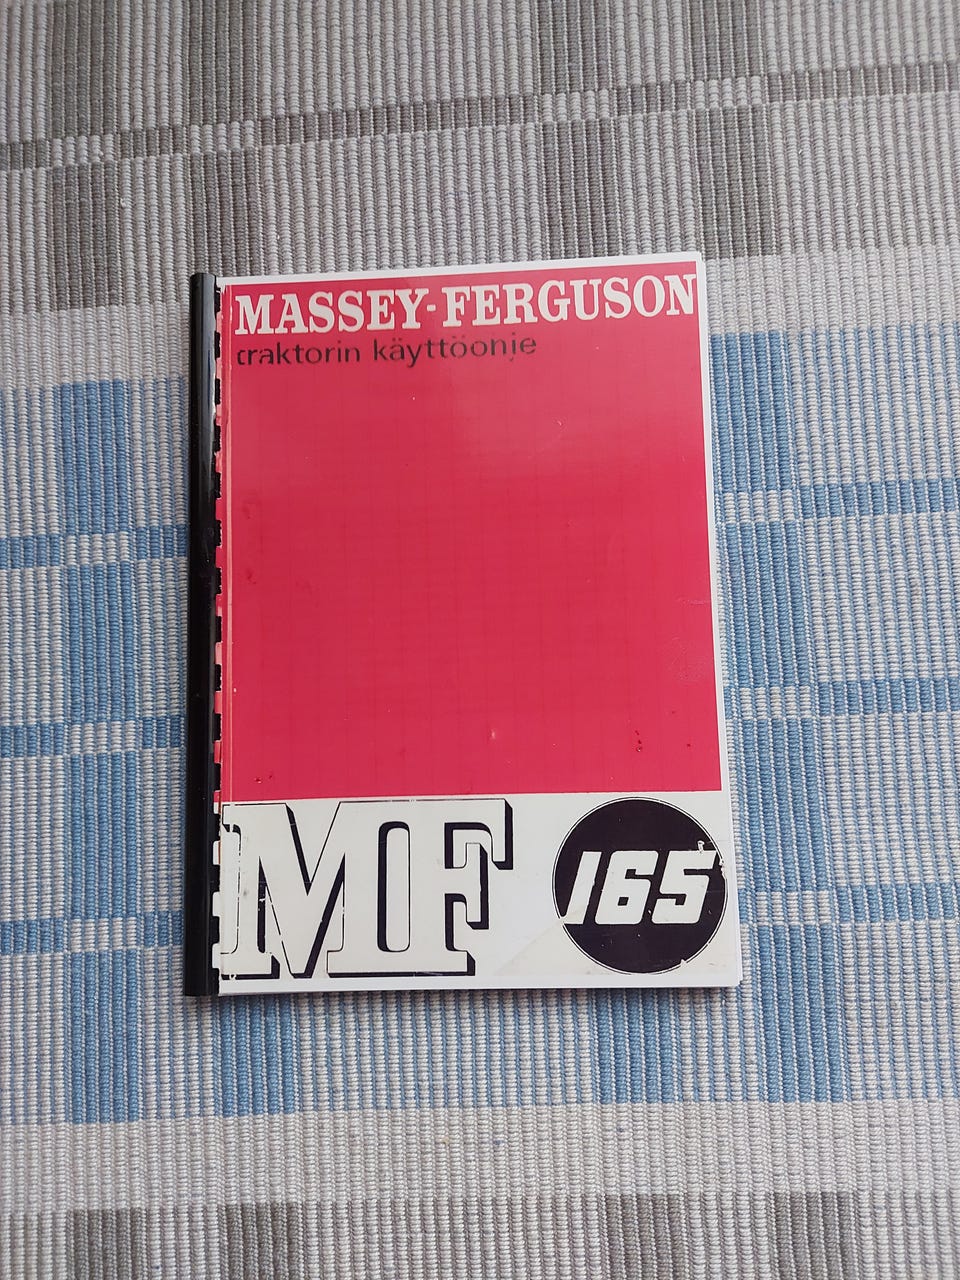 MASSEY-FERGUSON
traktorin käyttöohje
MF
165